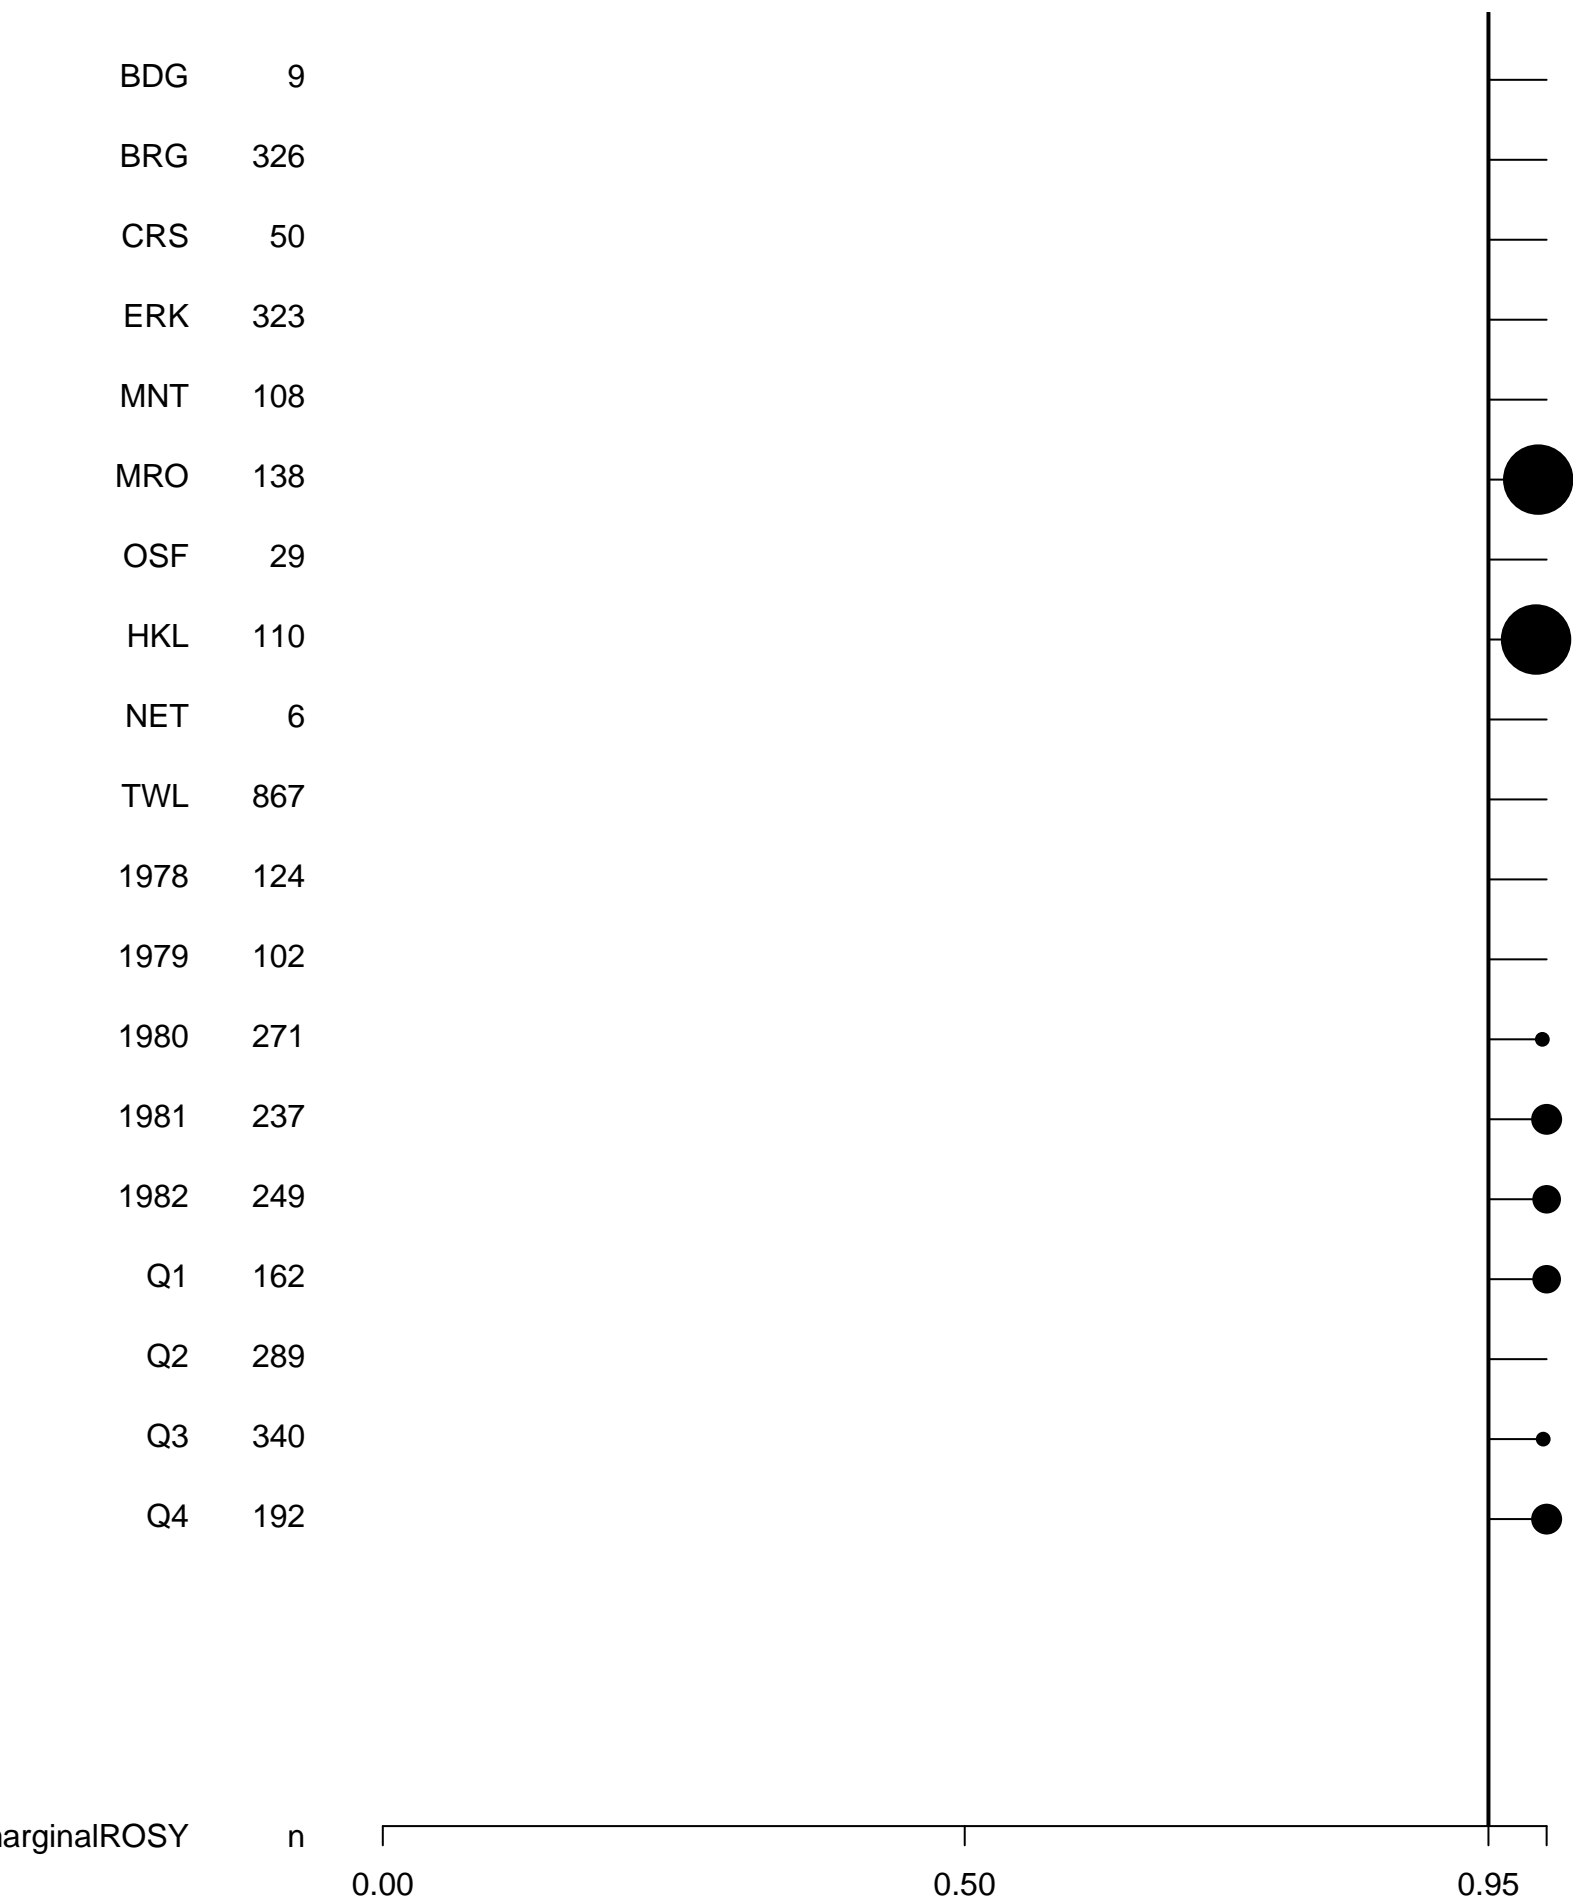 BDG 9
BRG 326
CRS 50
ERK 323
MNT 108
MRO 138
OSF 29
HKL 110
NET 6
TWL 867
1978 124
1979 102
1980 271
1981 237
1982 249
Q1 162
Q2 289
Q3 340
Q4 192
arginalROSY n
0.00 0.50 0.95